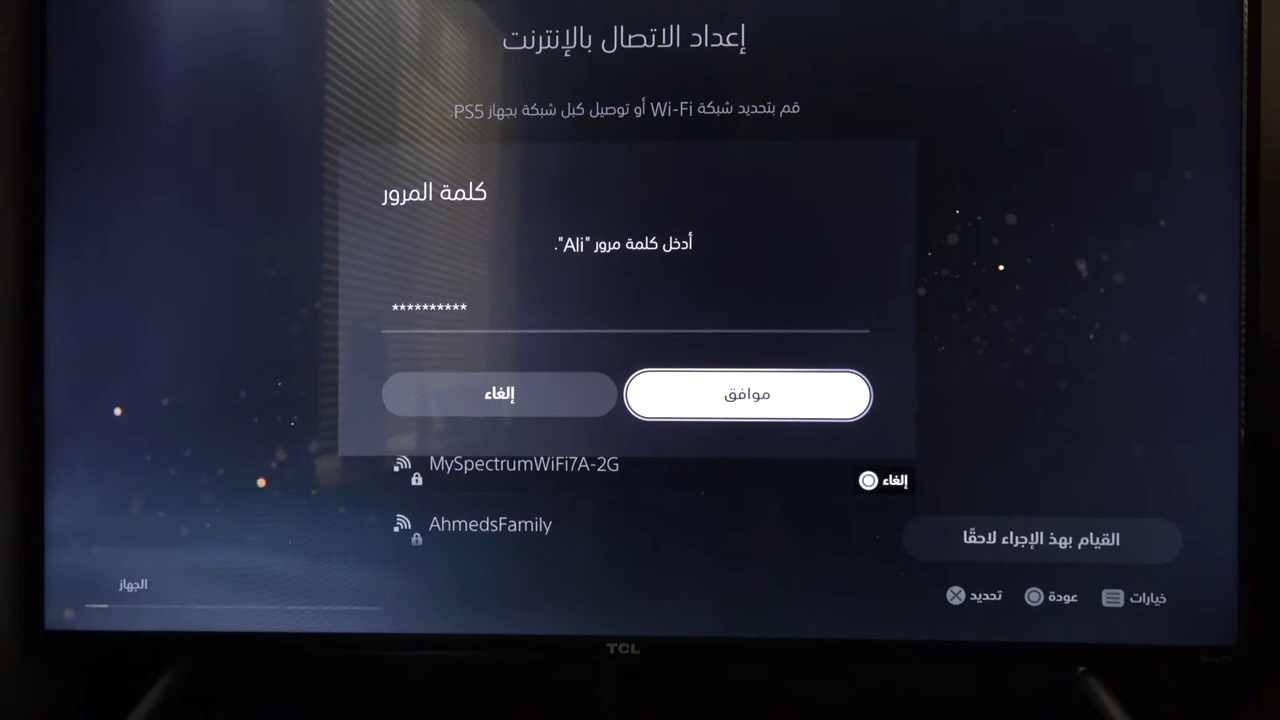 إعداد الاتصال بالإنترنت
قم بتحديد شبكة Wi-Fi أو توصيل كبل شبكة بجهاز PS5.
كلمة المرور
أدخل كلمة مرور "Ali".
**********
موافق
إلغاء
MySpectrumWiFi7A-2G
إلغاء
AhmedsFamily
القيام بهذ الإجراء لاحقًا
الجهاز
خيارات
عودة
تحديد
TCL